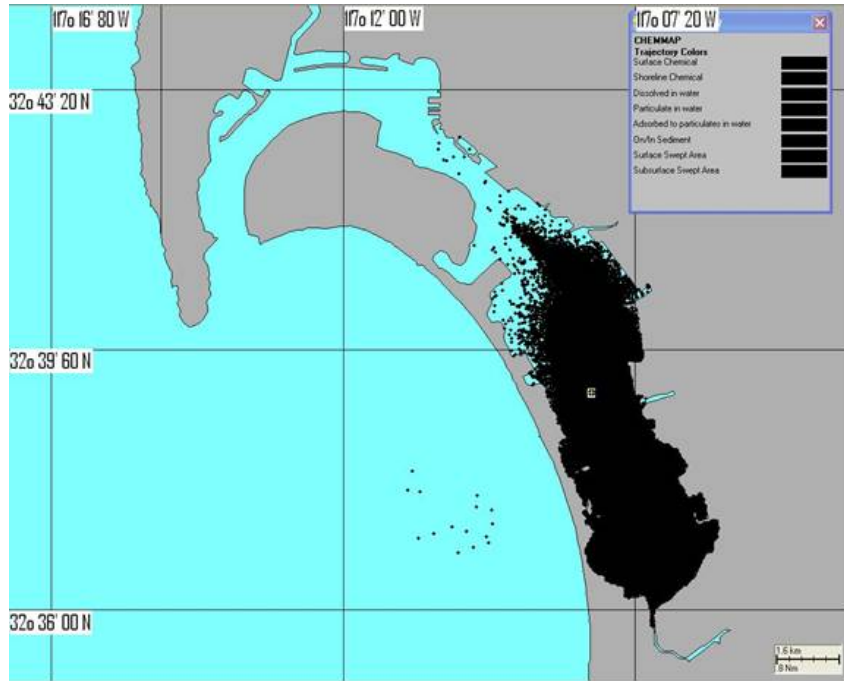 117o 16' 80 W
117o 12' 00 W
117o 07' 20 W
CHEMMAP
Trajectory Colors
Surface Chemical
Shoreline Chemical
Dissolved in water
Particulate in water
Adsorbed to particulates in water
On/In Sediment
Surface Swept Area
Subsurface Swept Area
32o 43' 20 N
32o 39' 60 N
32o 36' 00 N
1.6 km
.8 Nm